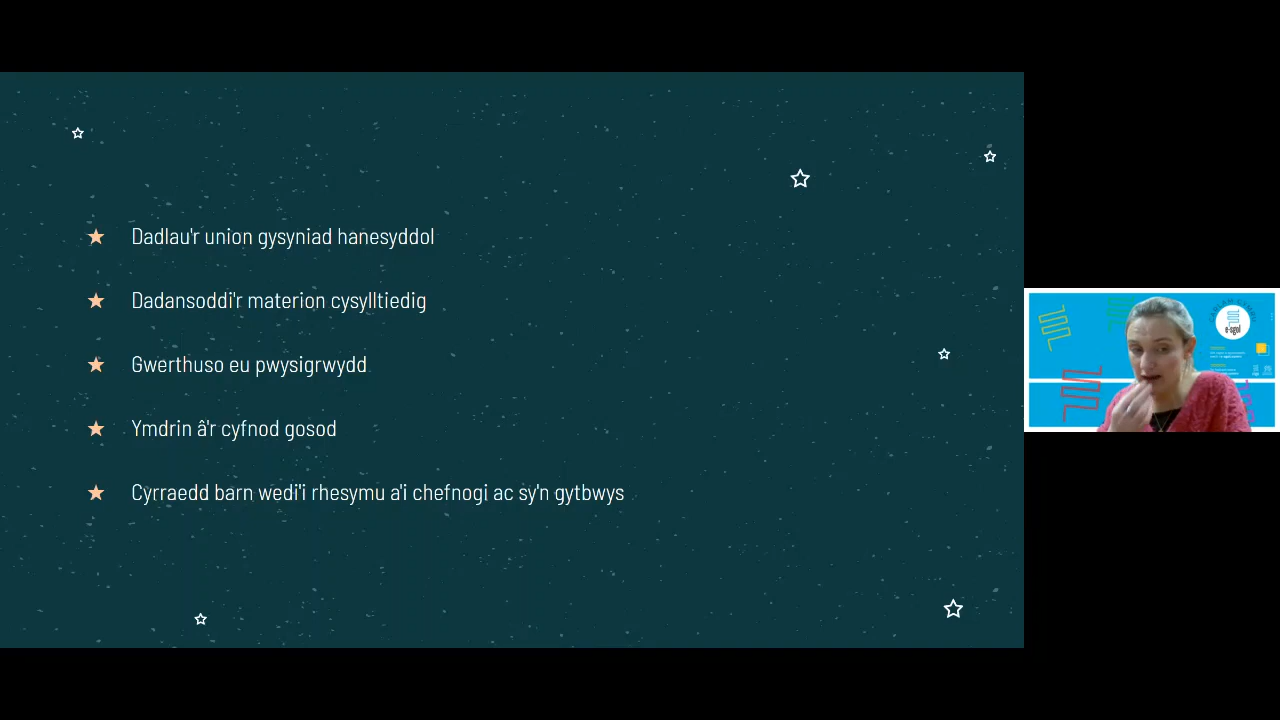 Dadlau'r union gysyniad hanesyddol
Dadansoddi'r materion cysylltiedig
Gwerthuso eu pwysigrwydd
Ymdrin â'r cyfnod gosod
Cyrraedd barn wedi'i rhesymu a'i chefnogi ac sy'n gytbwys
e-sgol